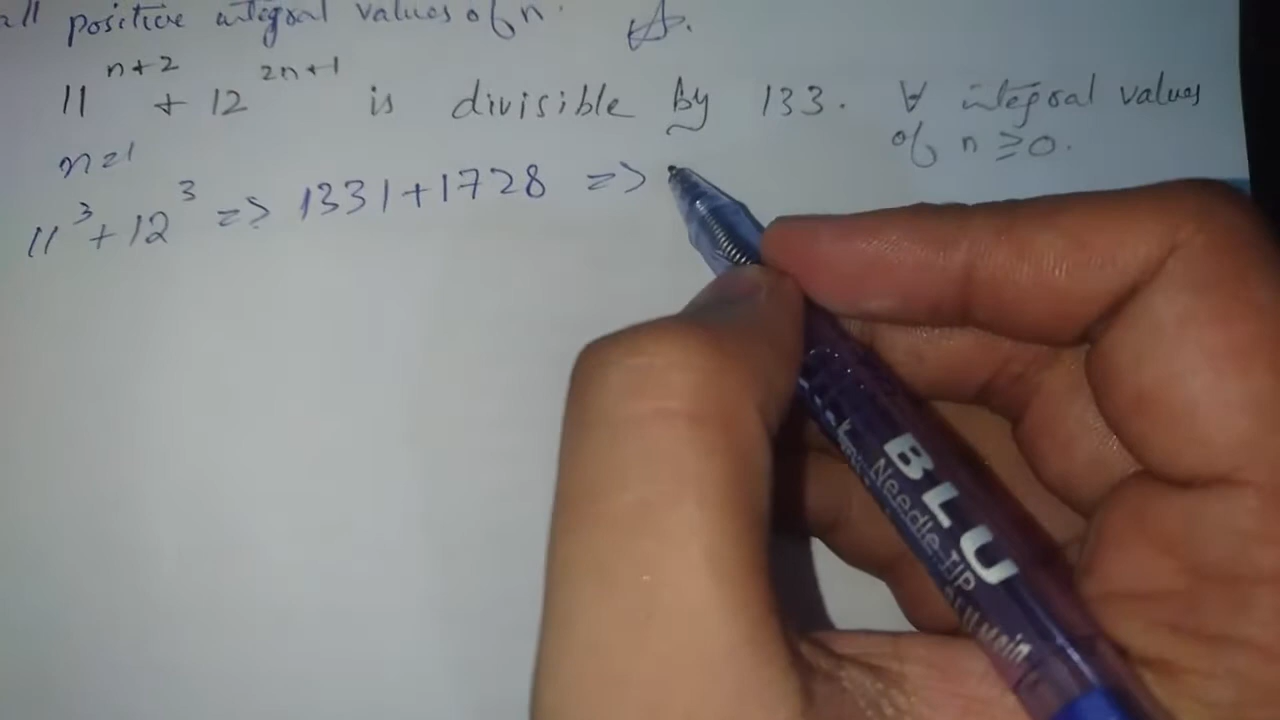 all positive integral values of n.
11^{n+2} + 12^{2n+1} is divisible by 133. ∀ integral values
of n ≥ 0.
n=1
11^3 + 12^3 => 1331 + 1728 =>
BLU
Needle-TIP